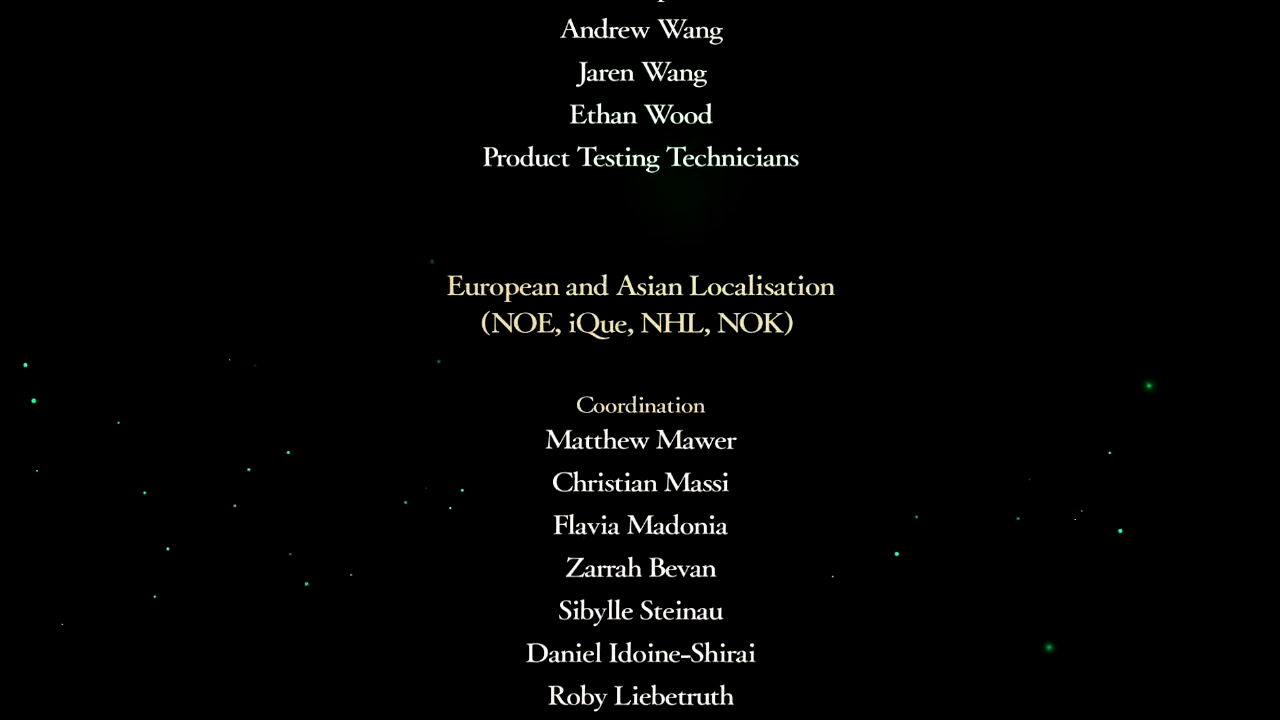 Andrew Wang
Jaren Wang
Ethan Wood
Product Testing Technicians
European and Asian Localisation
(NOE, iQue, NHL, NOK)
Coordination
Matthew Mawer
Christian Massi
Flavia Madonia
Zarrah Bevan
Sibylle Steinau
Daniel Idoine-Shirai
Roby Liebetruth